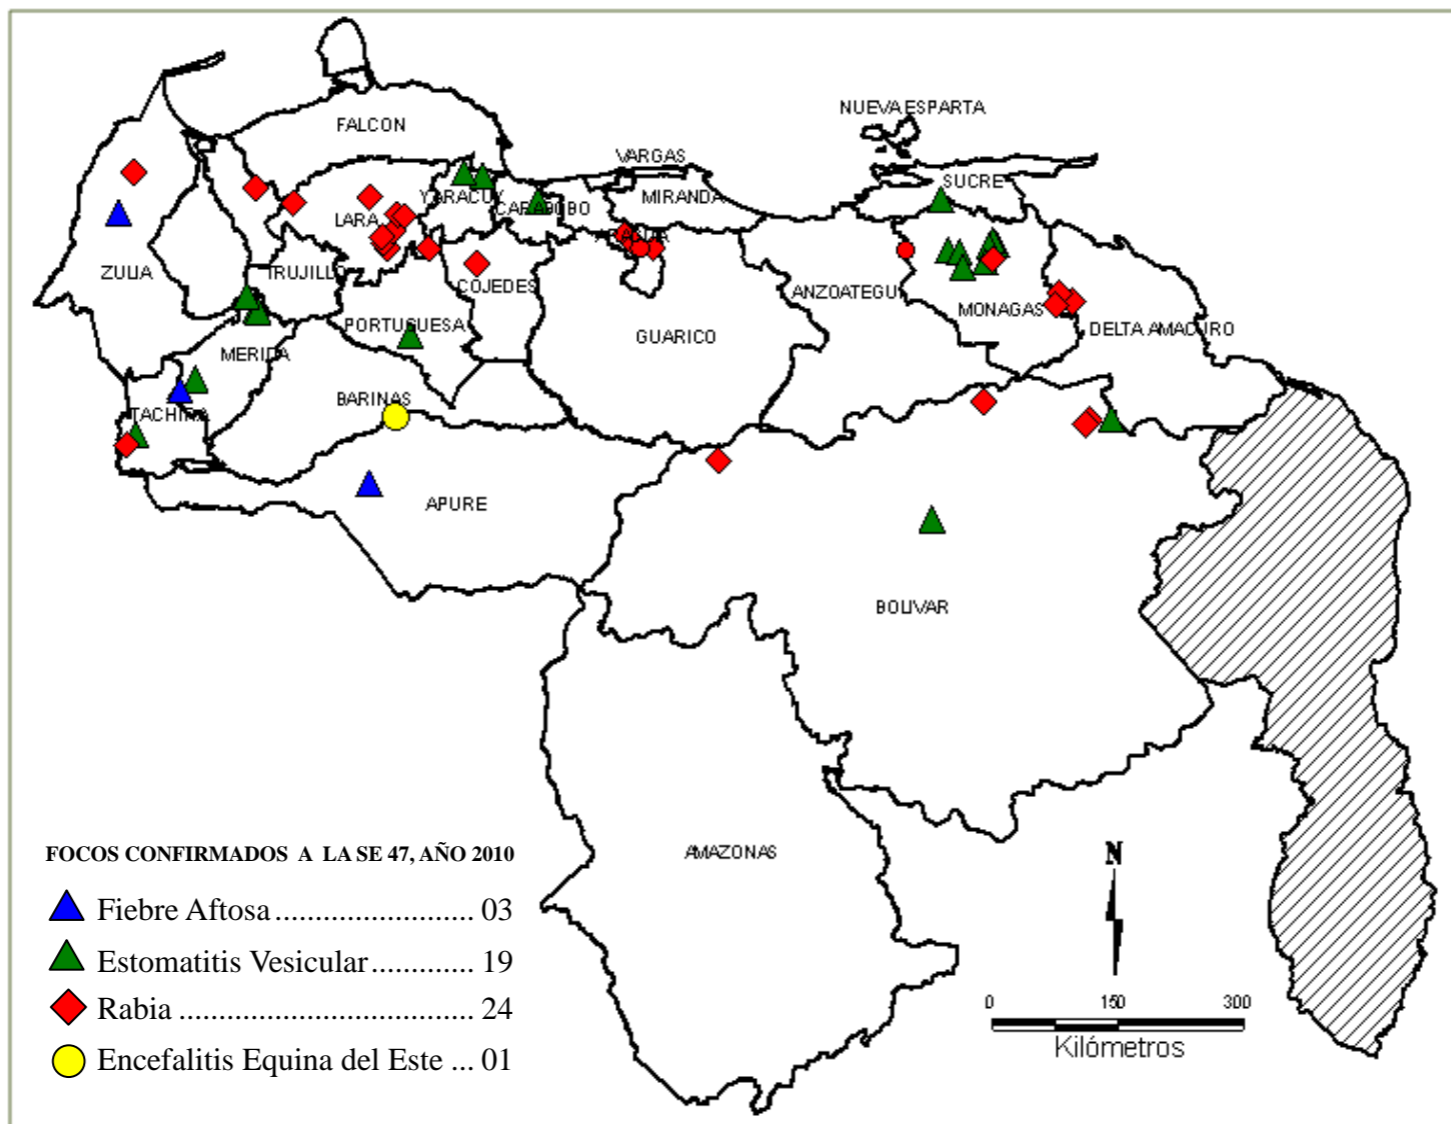 NUEVA ESPARTA
FALCON
VARGAS
SUCRE
MIRANDA
YARACUY
CARABOBO
LARA
ARAGUA
ZULIA
TRUJILLO
COJEDES
ANZOATEGUI
MONAGAS
PORTUGUESA
GUARICO
DELTA AMACURO
MERIDA
BARINAS
TACHIRA
APURE
BOLIVAR
AMAZONAS
N
0 150 300
Kilómetros
FOCOS CONFIRMADOS A LA SE 47, AÑO 2010
Fiebre Aftosa ......................... 03
Estomatitis Vesicular ............. 19
Rabia ..................................... 24
Encefalitis Equina del Este ... 01